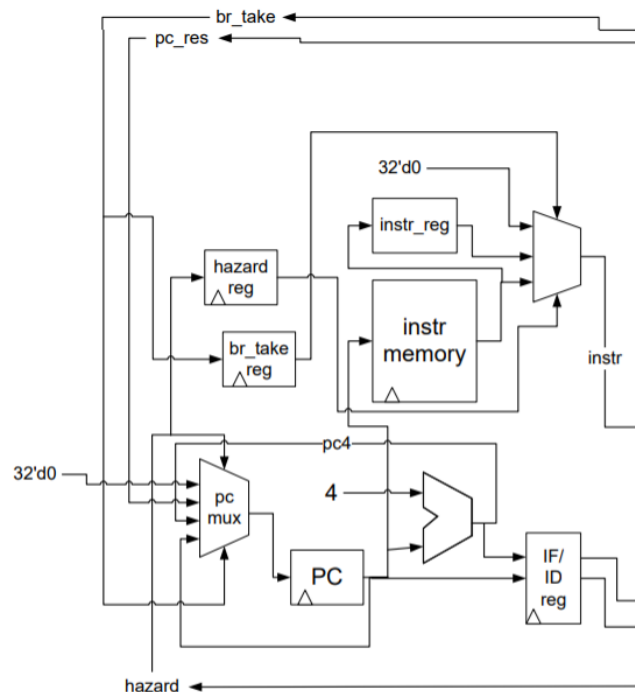 br_take
pc_res
32'd0
instr_reg
hazard
reg
instr
memory
br_take
reg
instr
pc4
32'd0
pc
mux
4
PC
IF/
ID
reg
hazard